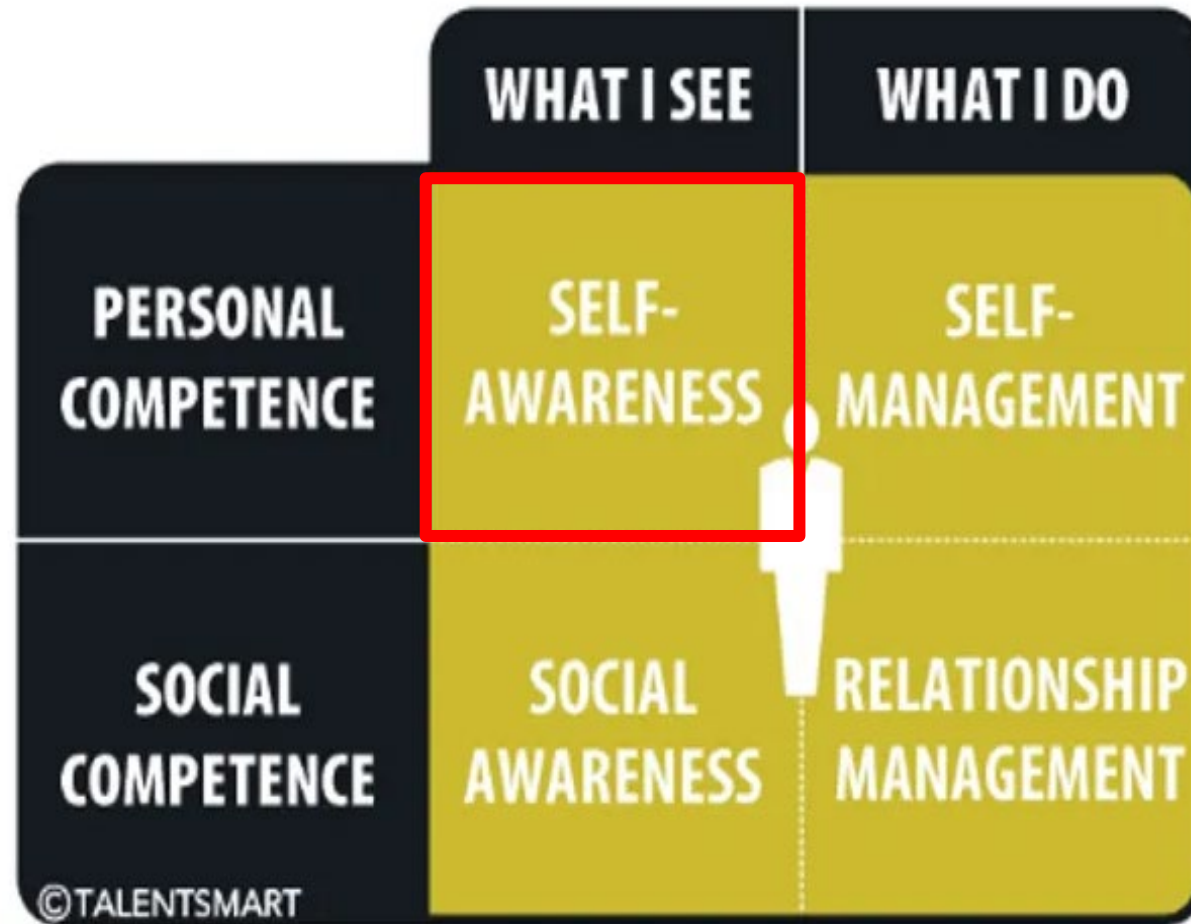 WHAT I SEE
WHAT I DO
PERSONAL
COMPETENCE
SELF-
AWARENESS
SELF-
MANAGEMENT
SOCIAL
COMPETENCE
SOCIAL
AWARENESS
RELATIONSHIP
MANAGEMENT
©TALENTSMART